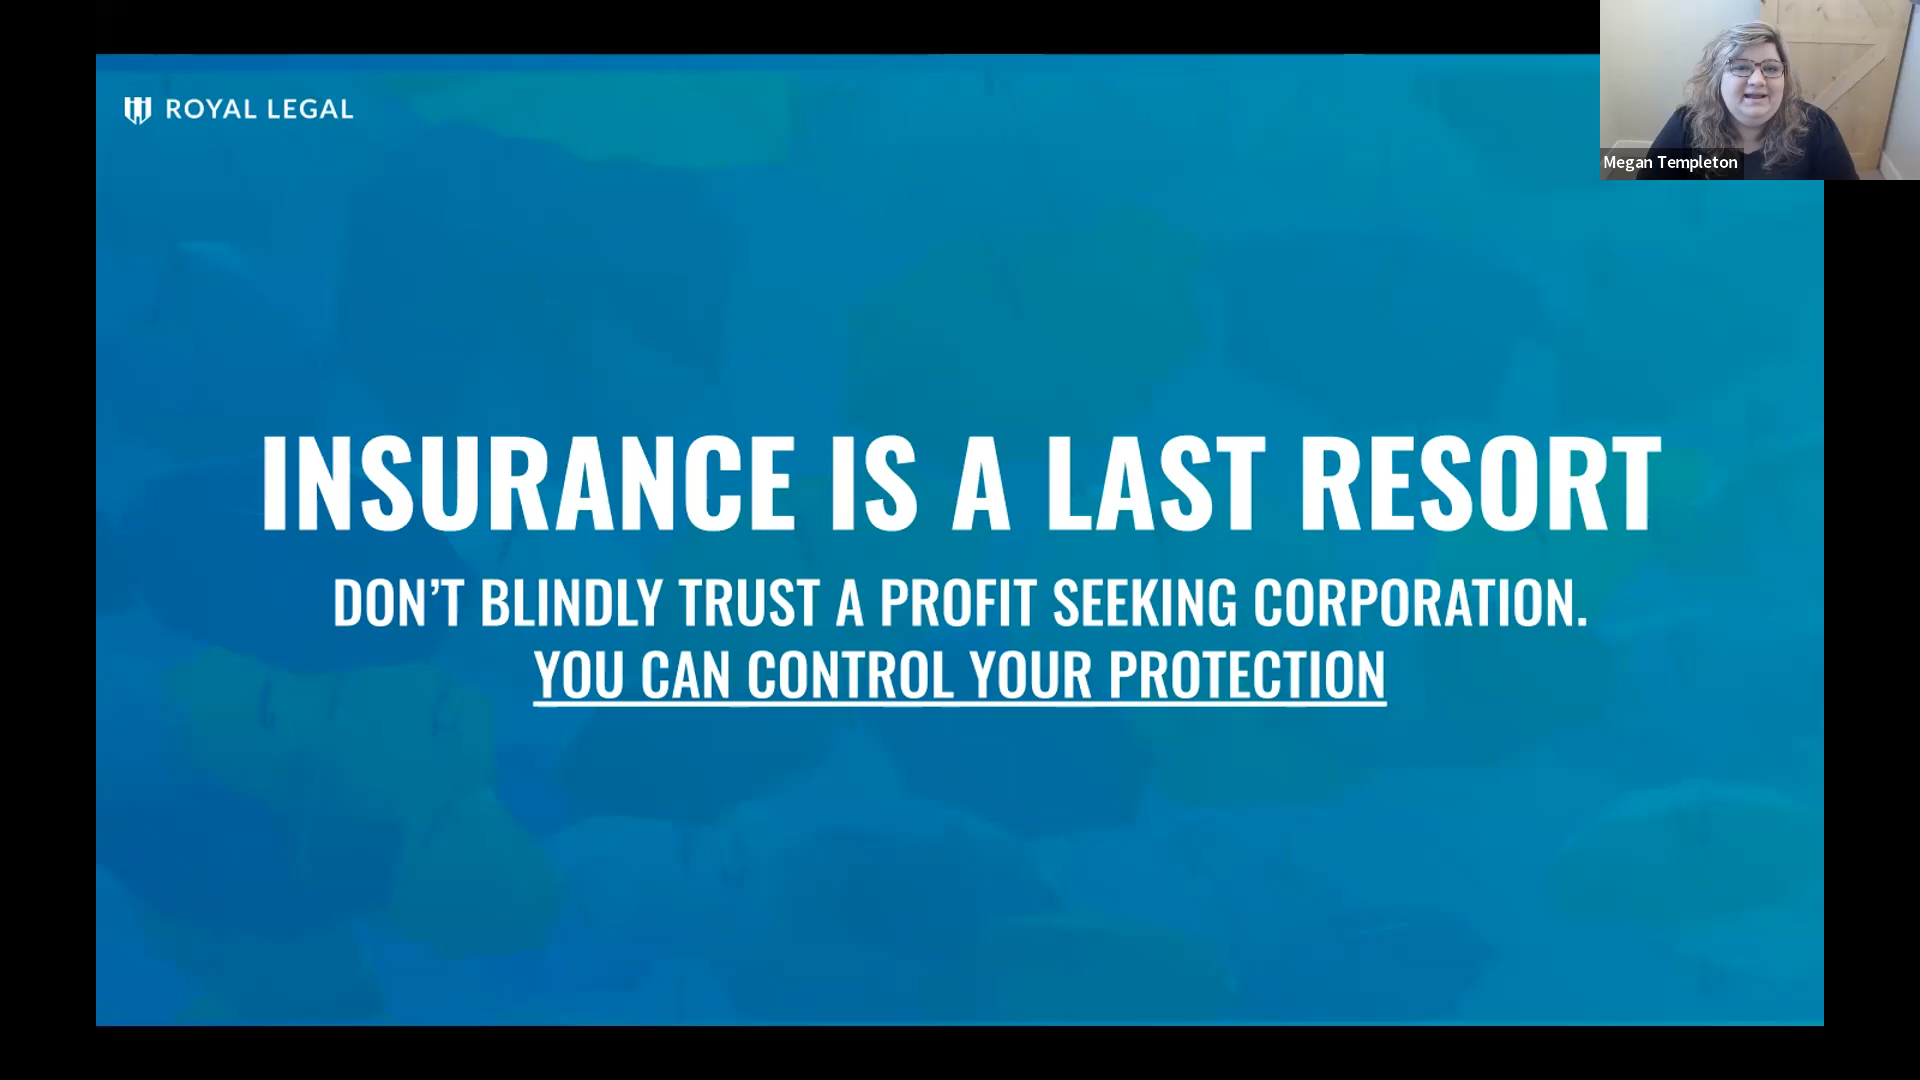 ROYAL LEGAL
Megan Templeton
INSURANCE IS A LAST RESORT
DON’T BLINDLY TRUST A PROFIT SEEKING CORPORATION.
YOU CAN CONTROL YOUR PROTECTION